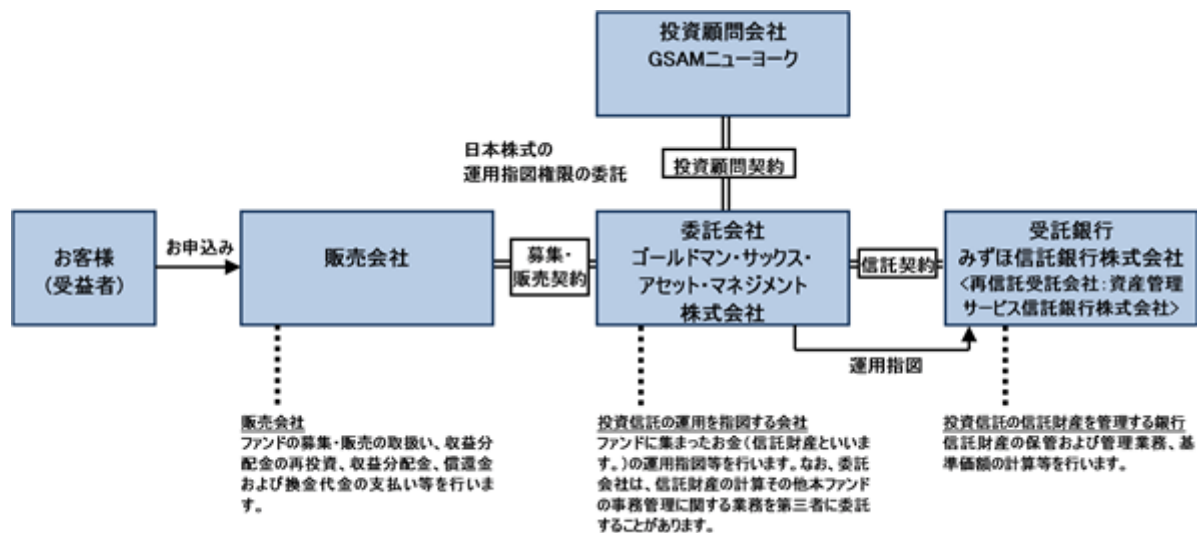 投資顧問会社
GSAMニューヨーク
日本株式の
運用指図権限の委託
投資顧問契約
お客様
(受益者)
お申込み
販売会社
募集・
販売契約
委託会社
ゴールドマン・サックス・
アセット・マネジメント
株式会社
信託契約
受託銀行
みずほ信託銀行株式会社
<再信託受託会社:資産管理
サービス信託銀行株式会社>
運用指図
販売会社
ファンドの募集・販売の取扱い、収益分
配金の再投資、収益分配金、償還金
および換金代金の支払い等を行いま
す。
投資信託の運用を指図する会社
ファンドに集まったお金(信託財産といいま
す。)の運用指図等を行います。なお、委託
会社は、信託財産の計算その他本ファンド
の事務管理に関する業務を第三者に委託
することがあります。
投資信託の信託財産を管理する銀行
信託財産の保管および管理業務、基
準価額の計算等を行います。